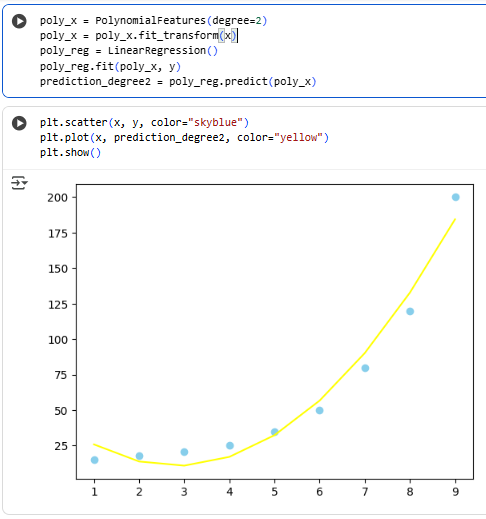 poly_x = PolynomialFeatures(degree=2)
poly_x = poly_x.fit_transform(x)
poly_reg = LinearRegression()
poly_reg.fit(poly_x, y)
prediction_degree2 = poly_reg.predict(poly_x)
plt.scatter(x, y, color="skyblue")
plt.plot(x, prediction_degree2, color="yellow")
plt.show()
200
175
150
125
100
75
50
25
1 2 3 4 5 6 7 8 9